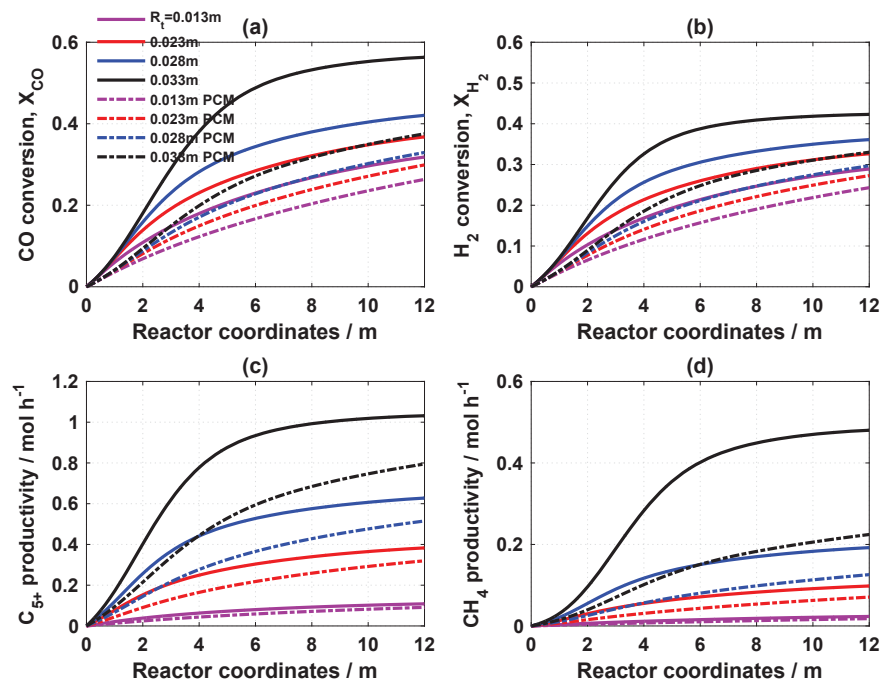 R_t=0.013m
0.023m
0.028m
0.033m
0.013m PCM
0.023m PCM
0.028m PCM
0.033m PCM
(a)
0.6
0.4
0.2
0
CO conversion, X_CO
0 2 4 6 8 10 12
Reactor coordinates / m
(b)
0.6
0.5
0.4
0.3
0.2
0.1
0
H_2 conversion, X_H_2
0 2 4 6 8 10 12
Reactor coordinates / m
(c)
1.2
1
0.8
0.6
0.4
0.2
0
C_5+ productivity / mol h^-1
0 2 4 6 8 10 12
Reactor coordinates / m
(d)
0.6
0.4
0.2
0
CH_4 productivity / mol h^-1
0 2 4 6 8 10 12
Reactor coordinates / m